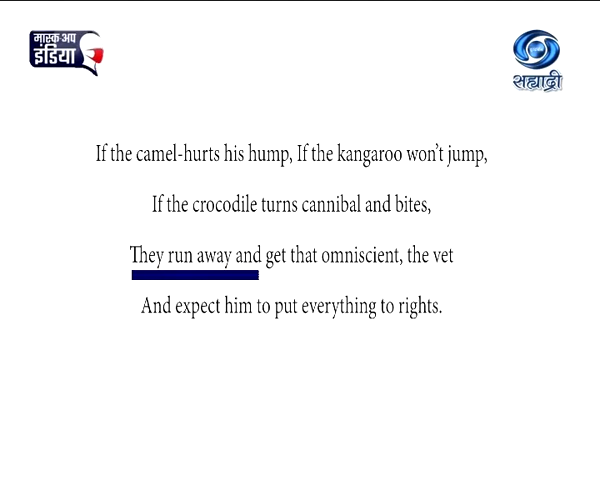 मास्क अप
इंडिया
सह्याद्री
If the camel-hurts his hump, If the kangaroo won't jump,
If the crocodile turns cannibal and bites,
They run away and get that omniscient, the vet
And expect him to put everything to rights.